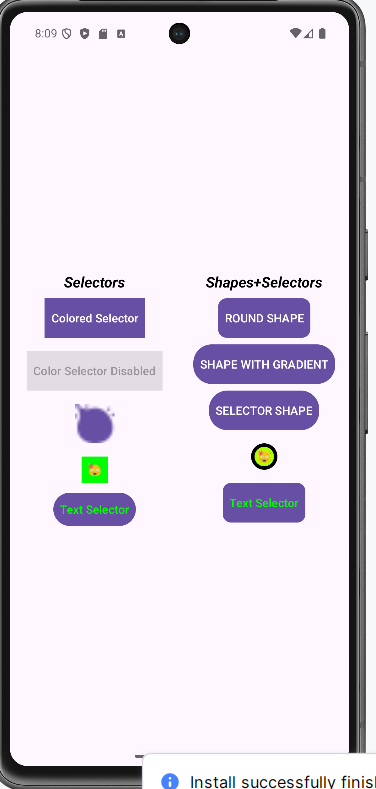 8:09
Selectors
Shapes+Selectors
Colored Selector
ROUND SHAPE
Color Selector Disabled
SHAPE WITH GRADIENT
SELECTOR SHAPE
Text Selector
Text Selector
Install successfully finis